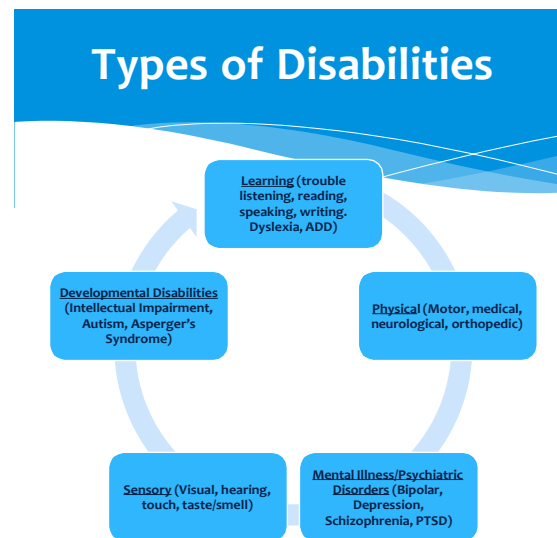 Types of Disabilities
Learning (trouble
listening, reading,
speaking, writing.
Dyslexia, ADD)
Physical (Motor, medical,
neurological, orthopedic)
Mental Illness/Psychiatric
Disorders (Bipolar,
Depression,
Schizophrenia, PTSD)
Sensory (Visual, hearing,
touch, taste/smell)
Developmental Disabilities
(Intellectual Impairment,
Autism, Asperger’s
Syndrome)